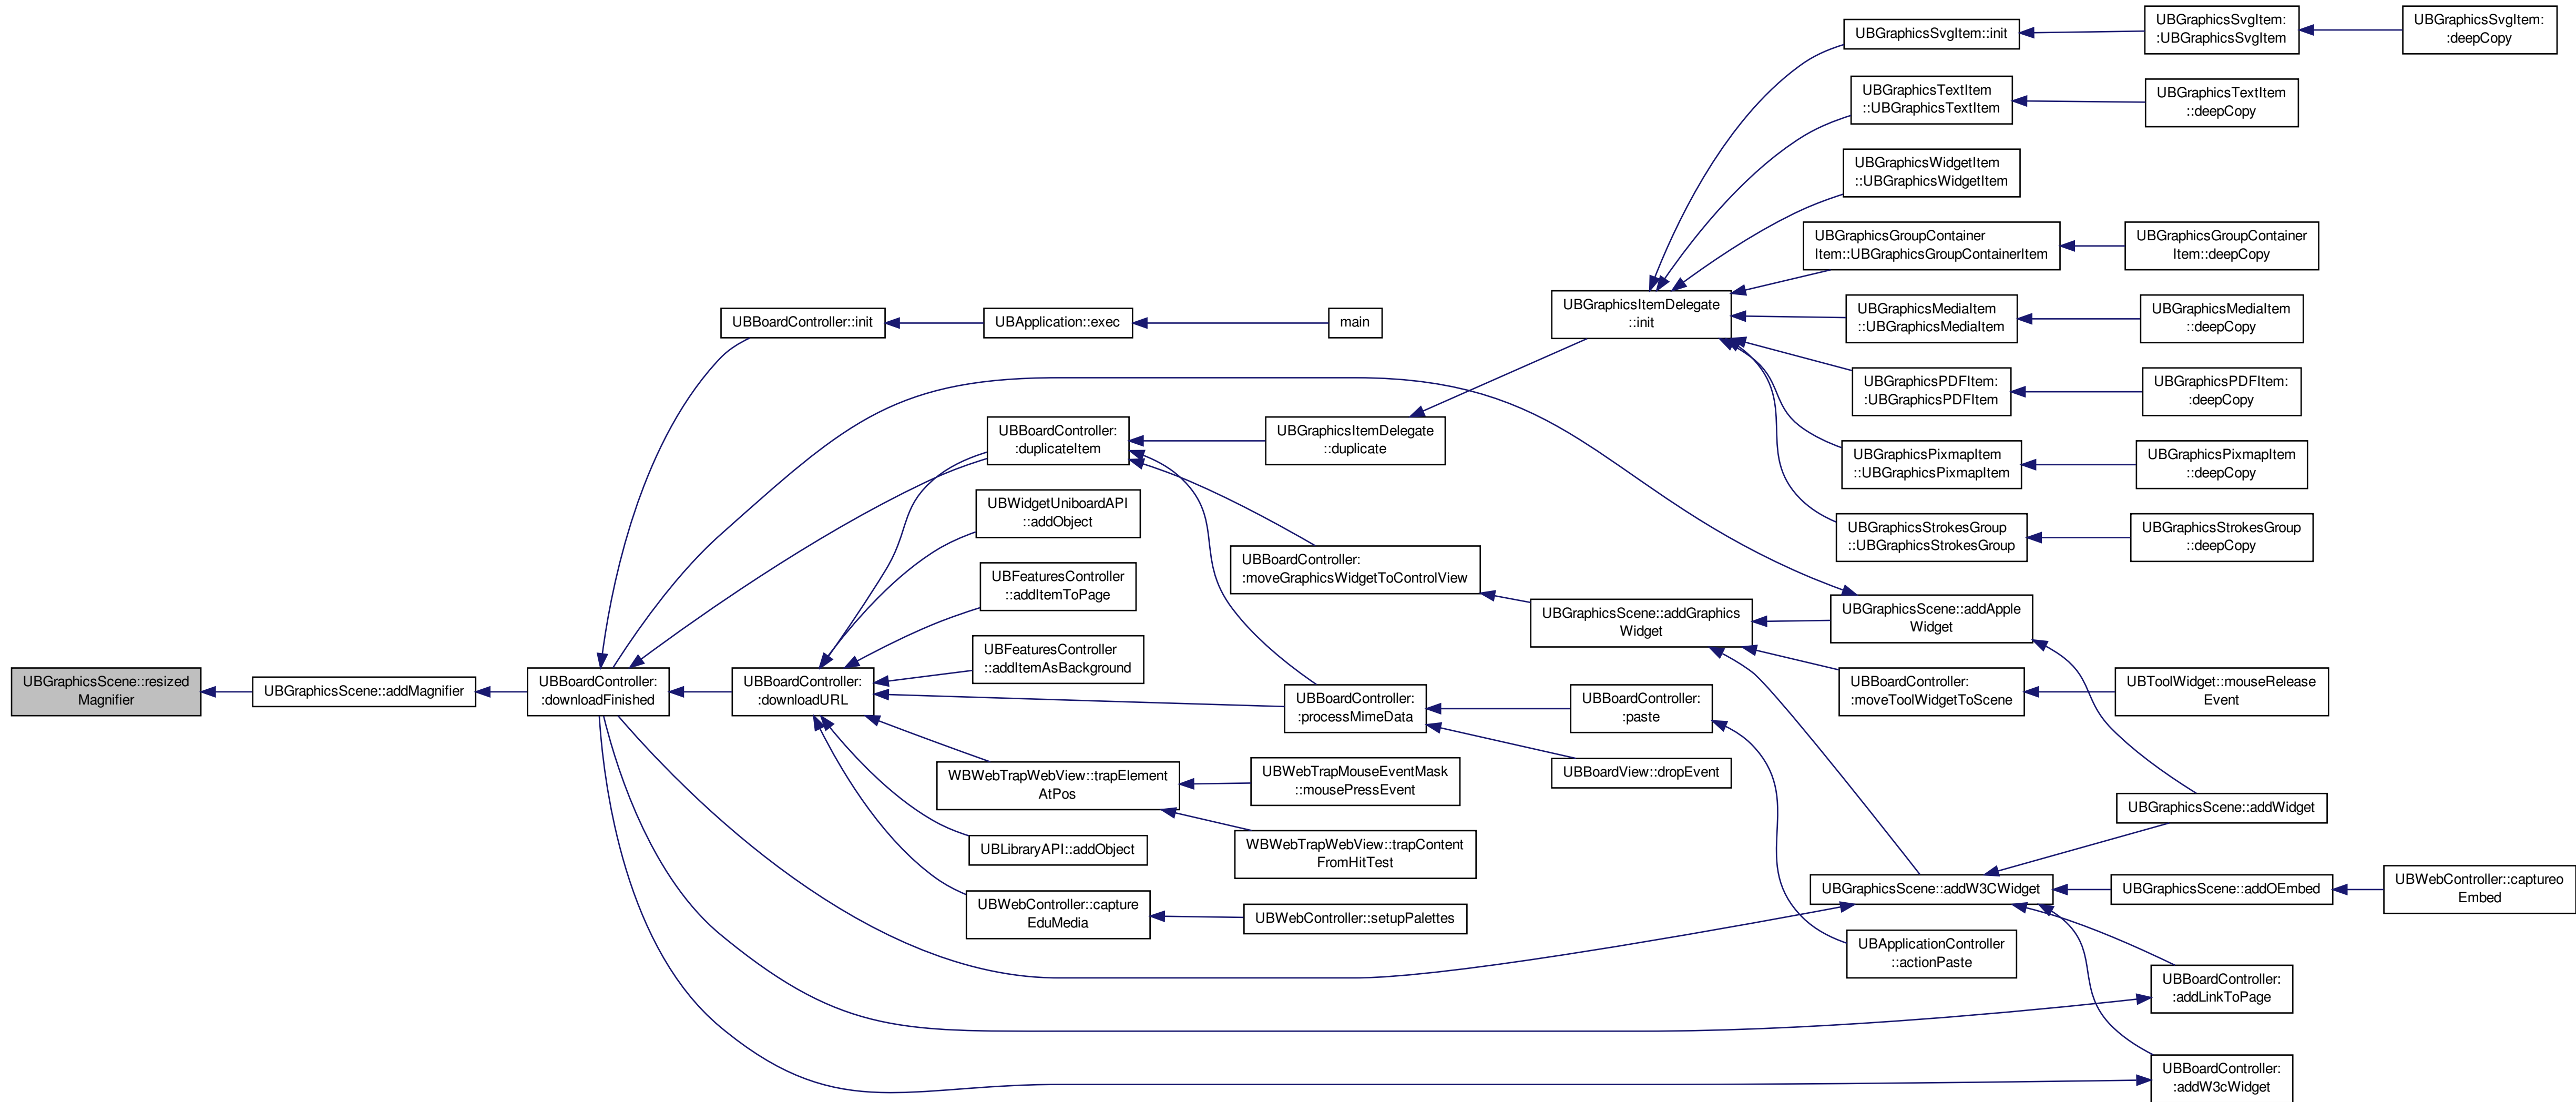 UBGraphicsScene::resized
Magnifier
UBGraphicsScene::addMagnifier
UBBoardController:
:downloadFinished
UBBoardController::init
UBApplication::exec
main
UBBoardController:
:duplicateItem
UBGraphicsItemDelegate
::duplicate
UBGraphicsItemDelegate
::init
UBGraphicsSvgItem::init
UBGraphicsSvgItem:
:UBGraphicsSvgItem
UBGraphicsSvgItem:
:deepCopy
UBGraphicsTextItem
::UBGraphicsTextItem
UBGraphicsTextItem
::deepCopy
UBGraphicsWidgetItem
::UBGraphicsWidgetItem
UBGraphicsGroupContainer
Item::UBGraphicsGroupContainerItem
UBGraphicsGroupContainer
Item::deepCopy
UBGraphicsMediaItem
::UBGraphicsMediaItem
UBGraphicsMediaItem
::deepCopy
UBGraphicsPDFItem:
:UBGraphicsPDFItem
UBGraphicsPDFItem:
:deepCopy
UBGraphicsPixmapItem
::UBGraphicsPixmapItem
UBGraphicsPixmapItem
::deepCopy
UBGraphicsStrokesGroup
::UBGraphicsStrokesGroup
UBGraphicsStrokesGroup
::deepCopy
UBBoardController:
:moveGraphicsWidgetToControlView
UBGraphicsScene::addGraphics
Widget
UBGraphicsScene::addApple
Widget
UBBoardController:
:moveToolWidgetToScene
UBToolWidget::mouseRelease
Event
UBGraphicsScene::addWidget
UBGraphicsScene::addW3CWidget
UBGraphicsScene::addOEmbed
UBWebController::captureo
Embed
UBBoardController:
:addLinkToPage
UBBoardController:
:addW3cWidget
UBBoardController:
:downloadURL
UBWidgetUniboardAPI
::addObject
UBFeaturesController
::addItemToPage
UBFeaturesController
::addItemAsBackground
UBBoardController:
:processMimeData
UBBoardController:
:paste
UBBoardView::dropEvent
UBApplicationController
::actionPaste
WBWebTrapWebView::trapElement
AtPos
UBWebTrapMouseEventMask
::mousePressEvent
WBWebTrapWebView::trapContent
FromHitTest
UBLibraryAPI::addObject
UBWebController::capture
EduMedia
UBWebController::setupPalettes